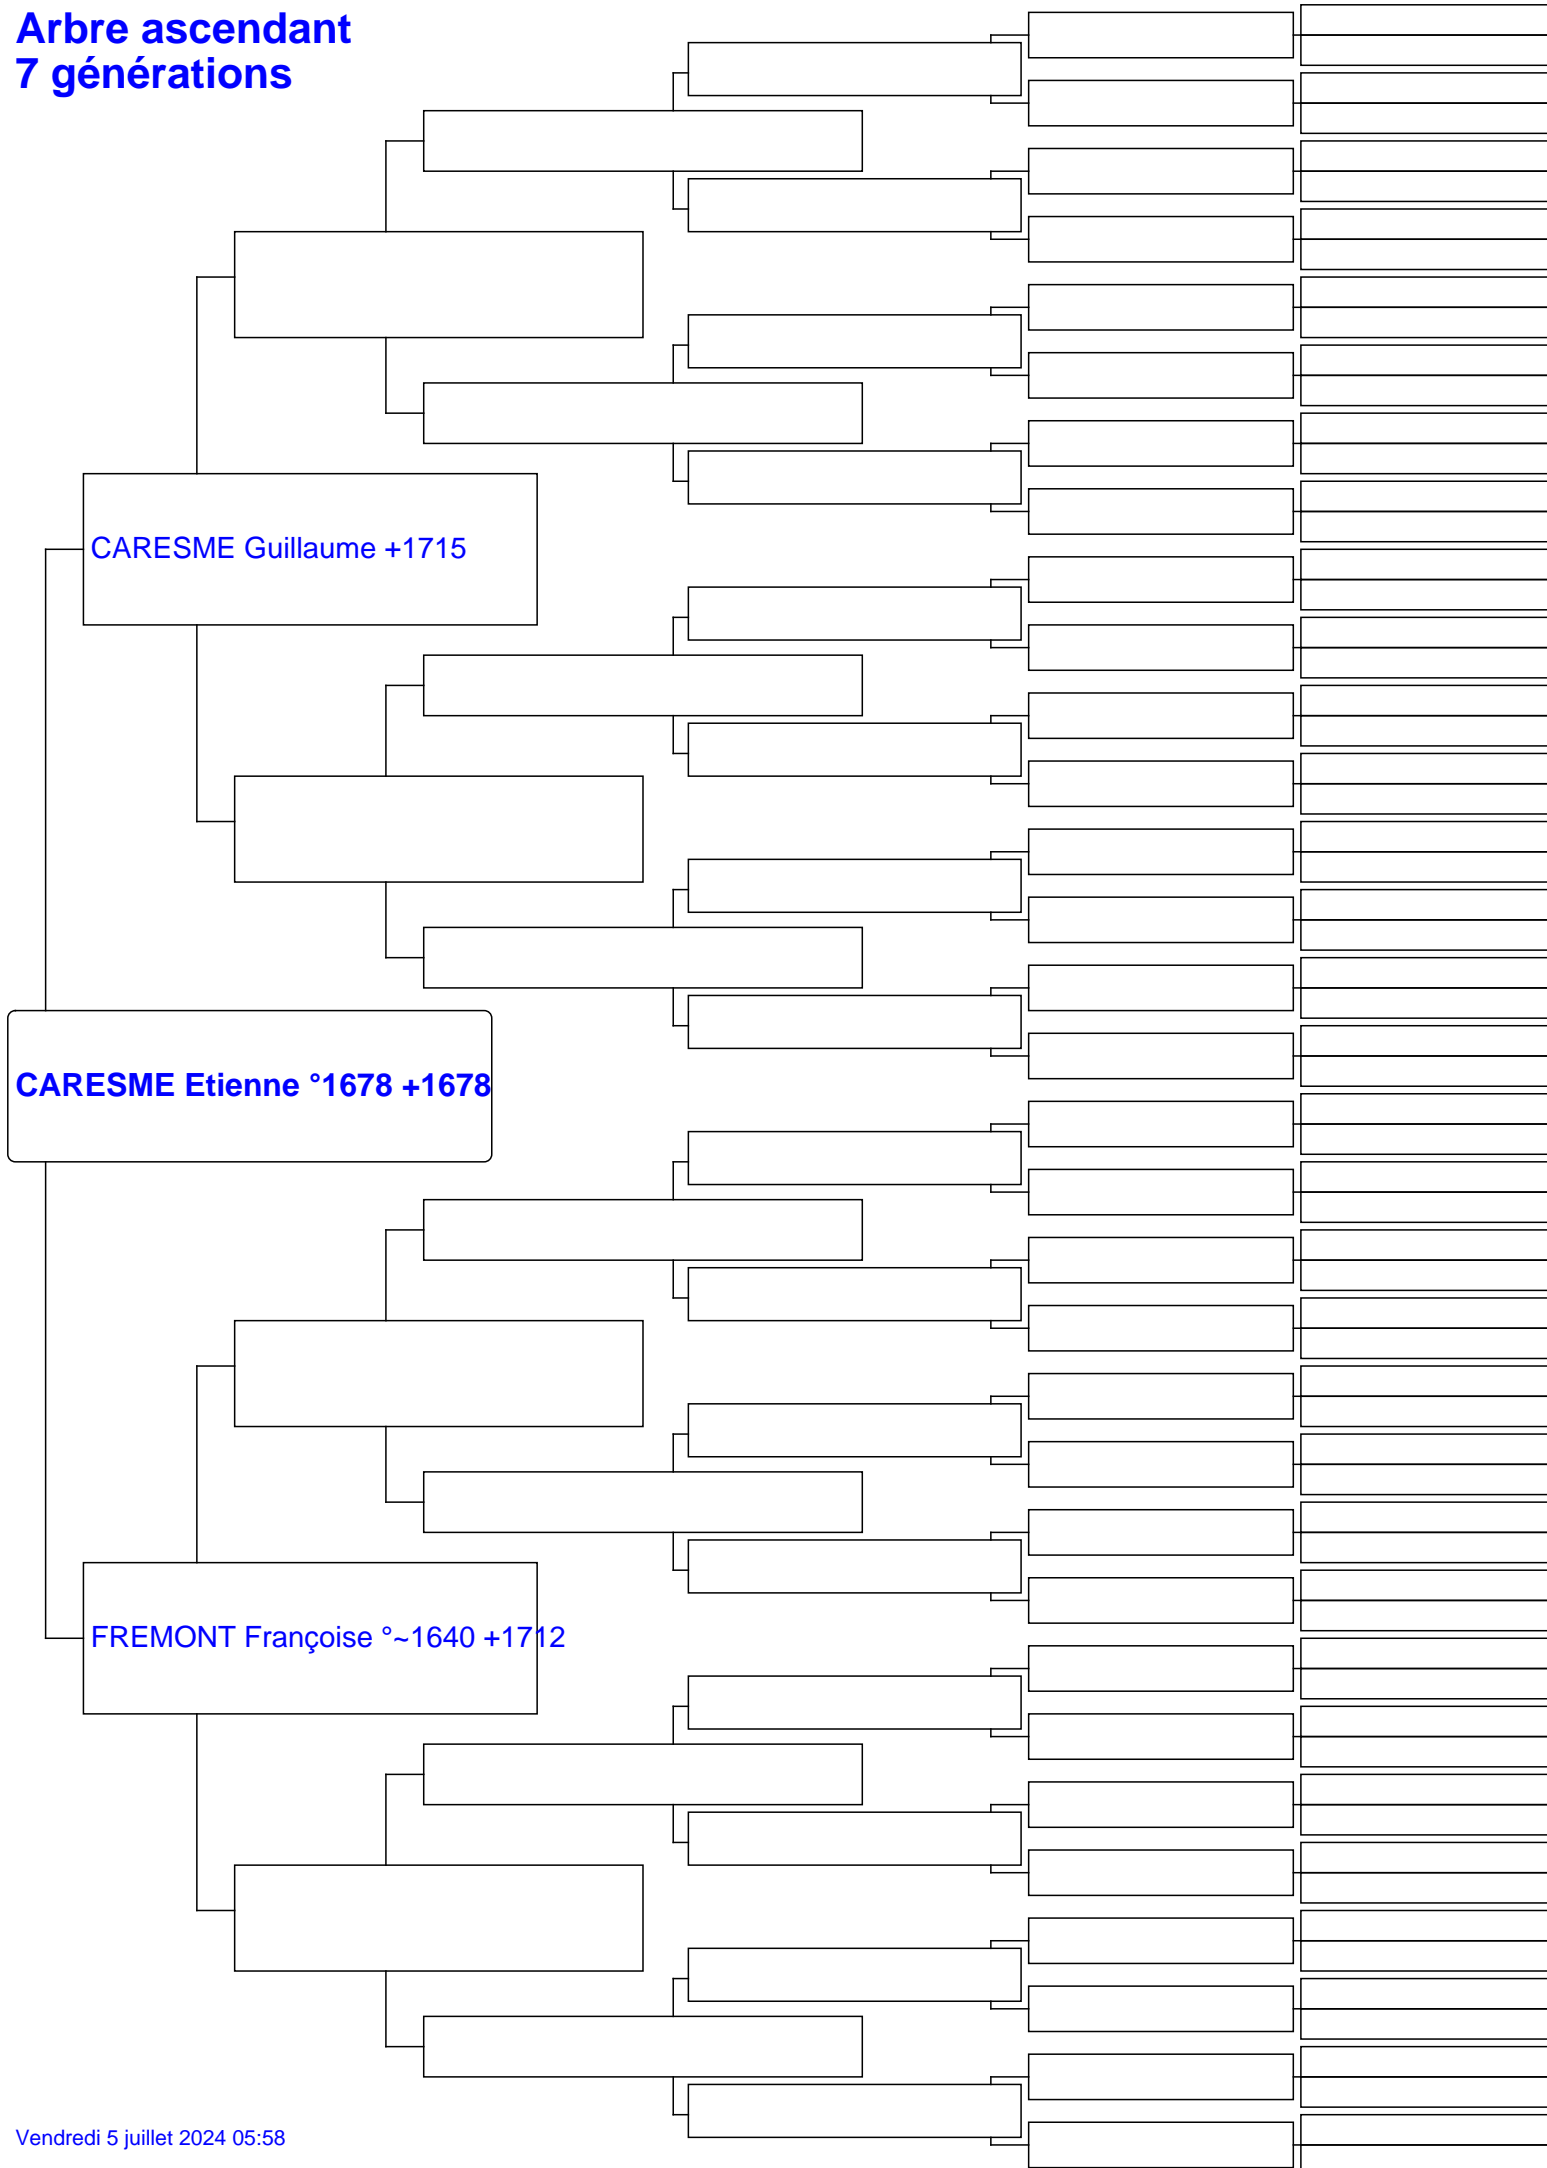 Arbre ascendant
7 générations
CARESME Guillaume +1715
CARESME Etienne °1678 +1678
FREMONT Françoise °~1640 +1712
Vendredi 5 juillet 2024 05:58